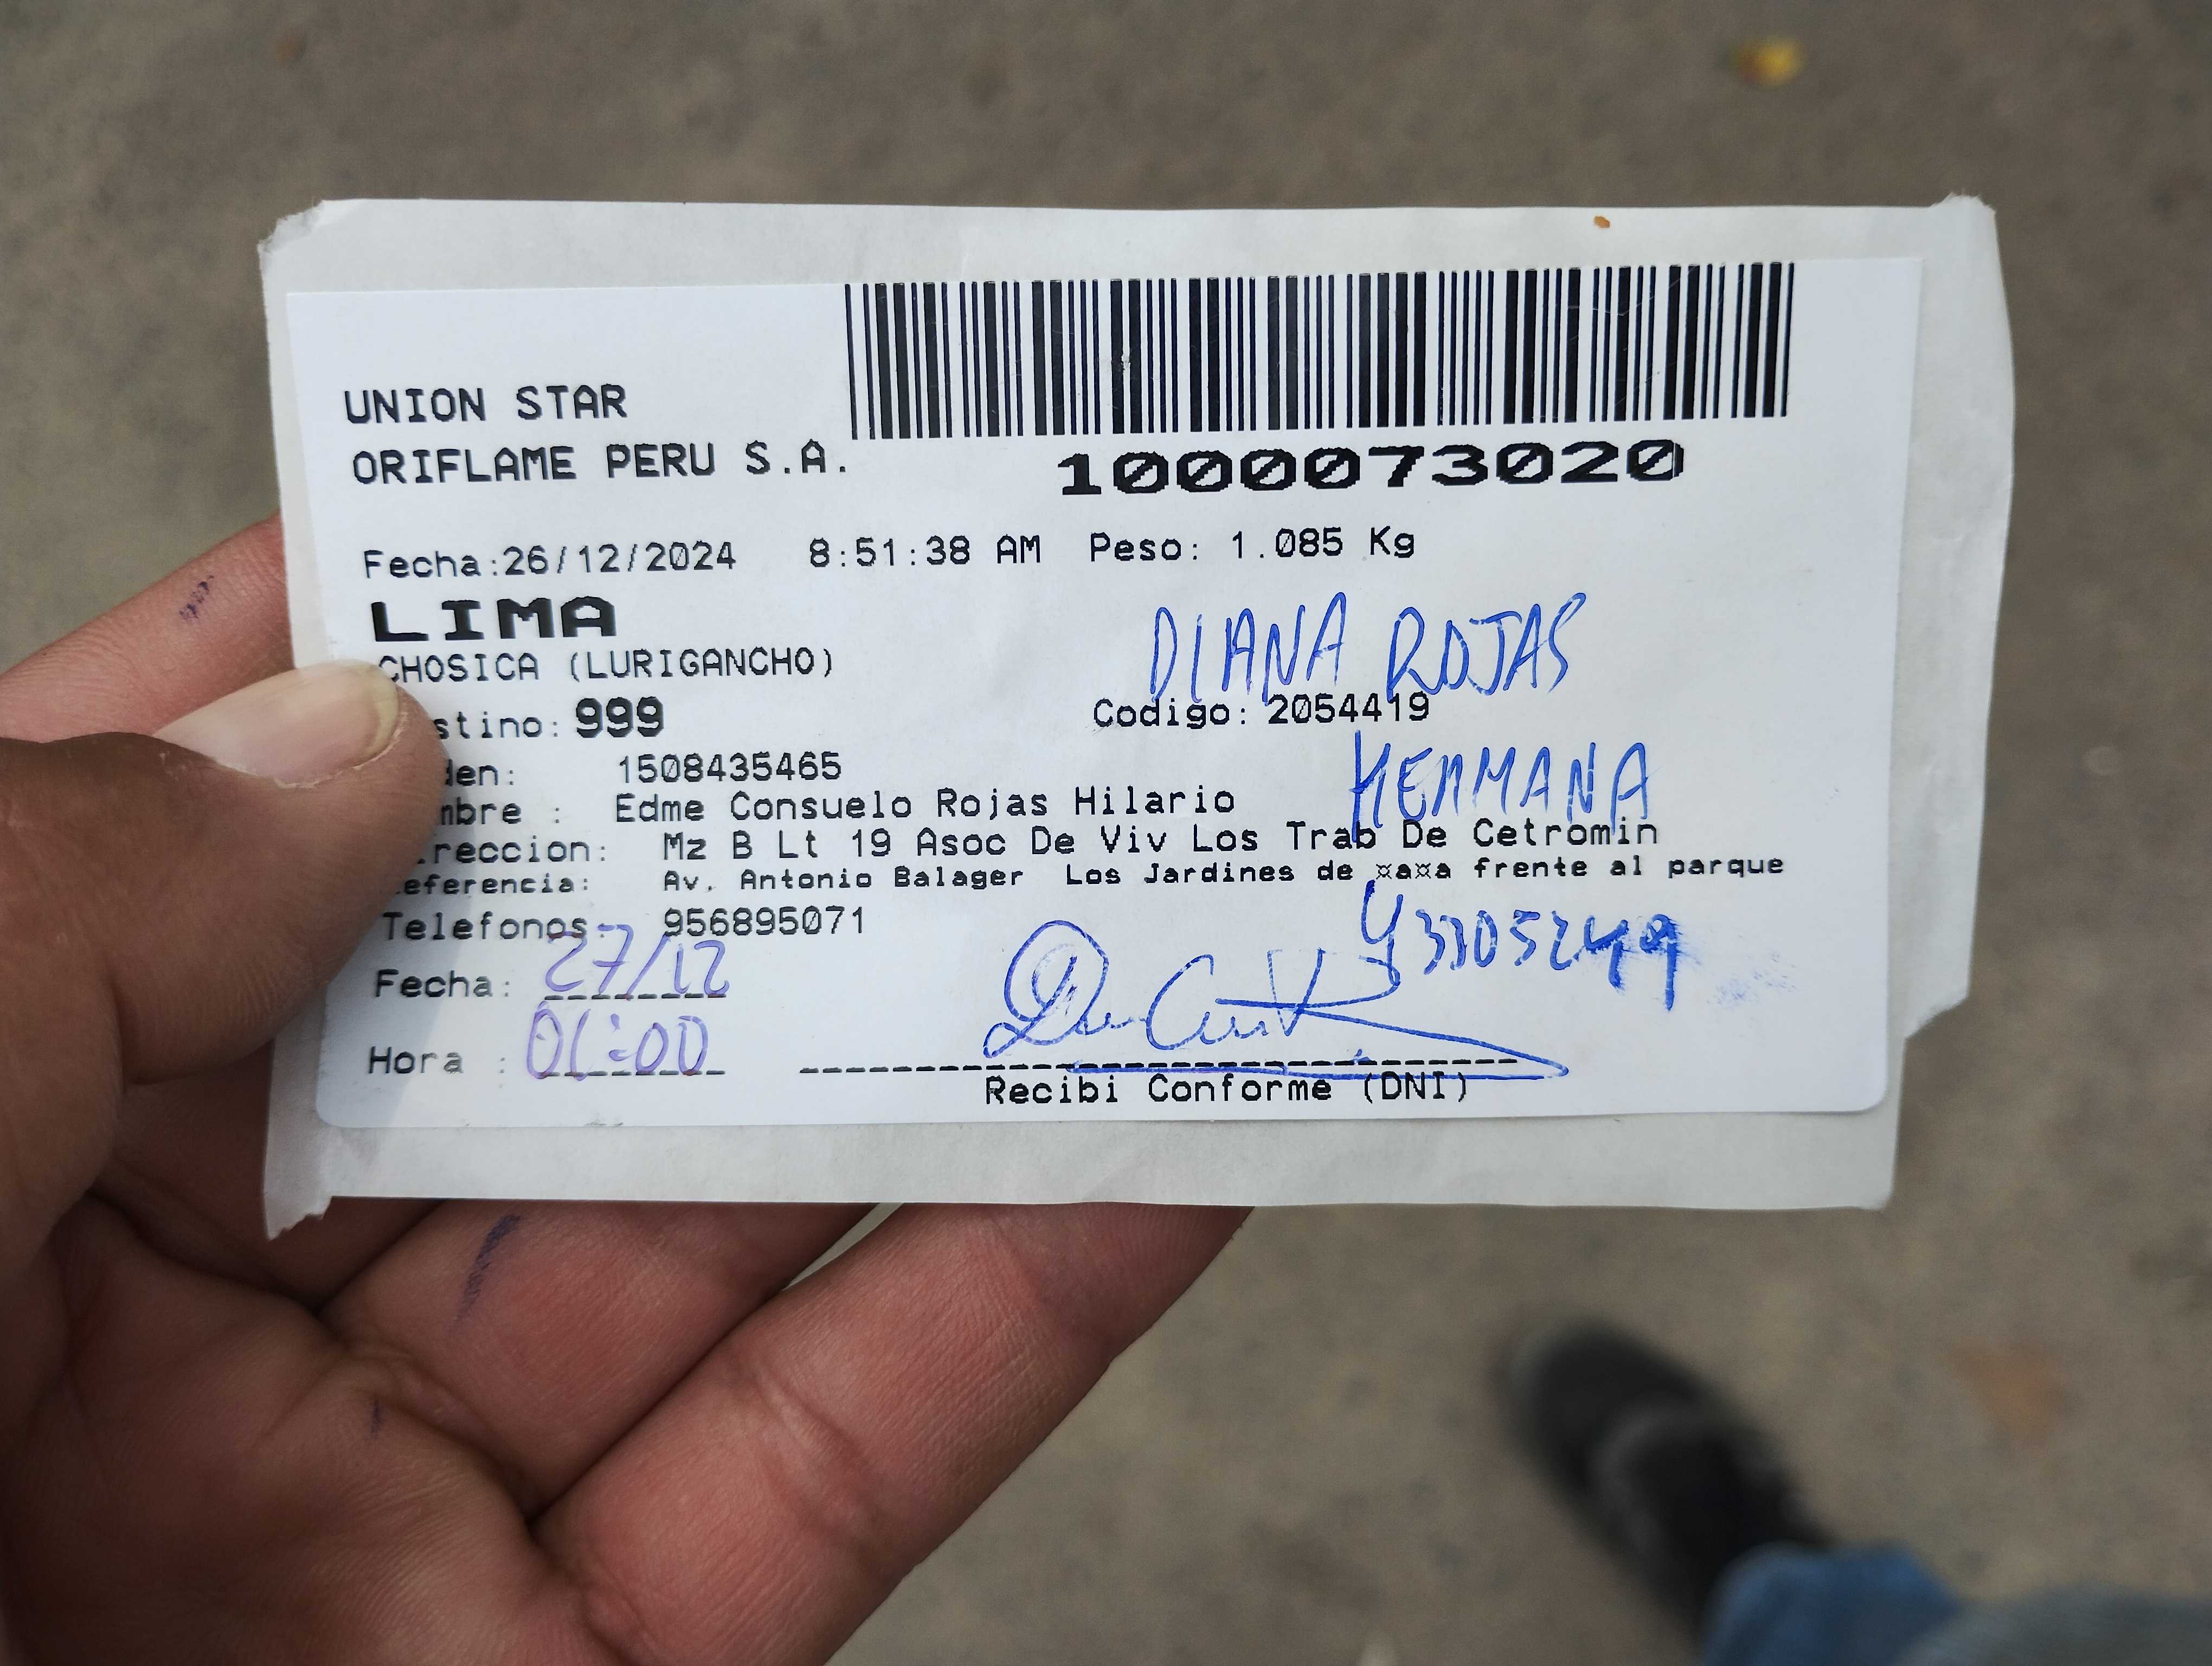 UNION STAR
ORIFLAME PERU S.A.
1000073020
Fecha:26/12/2024 8:51:38 AM Peso: 1.085 Kg
LIMA
DIANA ROJAS
CHOSICA (LURIGANCHO)
stino: 999 Codigo: 2054419
den: 1508435465
HERMANA
mbre : Edme Consuelo Rojas Hilario
reccion: Mz B Lt 19 Asoc De Viv Los Trab De Cetromin
eferencia: Av. Antonio Balager Los Jardines de ¤a¤a frente al parque
Telefonos: 956895071
Fecha: 27/12
Hora : 01:00
Recibi Conforme (DNI)